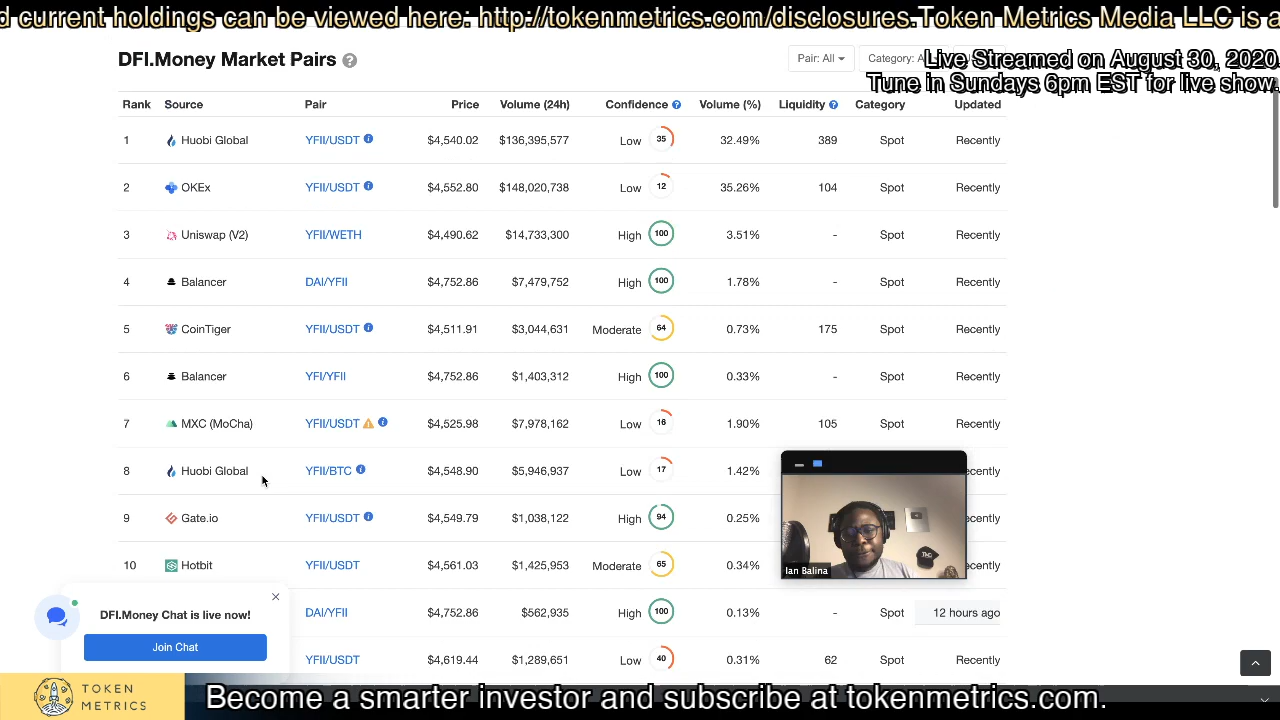 d current holdings can be viewed here: http://tokenmetrics.com/disclosures.Token Metrics Media LLC is a
DFI.Money Market Pairs ?
Pair: All
Category: A
Live Streamed on August 30, 2020.
Tune in Sundays 6pm EST for live show.
Rank Source Pair Price Volume (24h) Confidence ? Volume (%) Liquidity ? Category Updated
1 Huobi Global YFII/USDT $4,540.02 $136,395,577 Low 35 32.49% 389 Spot Recently
2 OKEx YFII/USDT $4,552.80 $148,020,738 Low 12 35.26% 104 Spot Recently
3 Uniswap (V2) YFII/WETH $4,490.62 $14,733,300 High 100 3.51% - Spot Recently
4 Balancer DAI/YFII $4,752.86 $7,479,752 High 100 1.78% - Spot Recently
5 CoinTiger YFII/USDT $4,511.91 $3,044,631 Moderate 64 0.73% 175 Spot Recently
6 Balancer YFI/YFII $4,752.86 $1,403,312 High 100 0.33% - Spot Recently
7 MXC (MoCha) YFII/USDT $4,525.98 $7,978,162 Low 16 1.90% 105 Spot Recently
8 Huobi Global YFII/BTC $4,548.90 $5,946,937 Low 17 1.42% ecently
9 Gate.io YFII/USDT $4,549.79 $1,038,122 High 94 0.25% ecently
10 Hotbit YFII/USDT $4,561.03 $1,425,953 Moderate 65 0.34% ecently
Ian Balina
DAI/YFII $4,752.86 $562,935 High 100 0.13% - Spot 12 hours ago
YFII/USDT $4,619.44 $1,289,651 Low 40 0.31% 62 Spot Recently
DFI.Money Chat is live now!
Join Chat
TOKEN
METRICS
Become a smarter investor and subscribe at tokenmetrics.com.